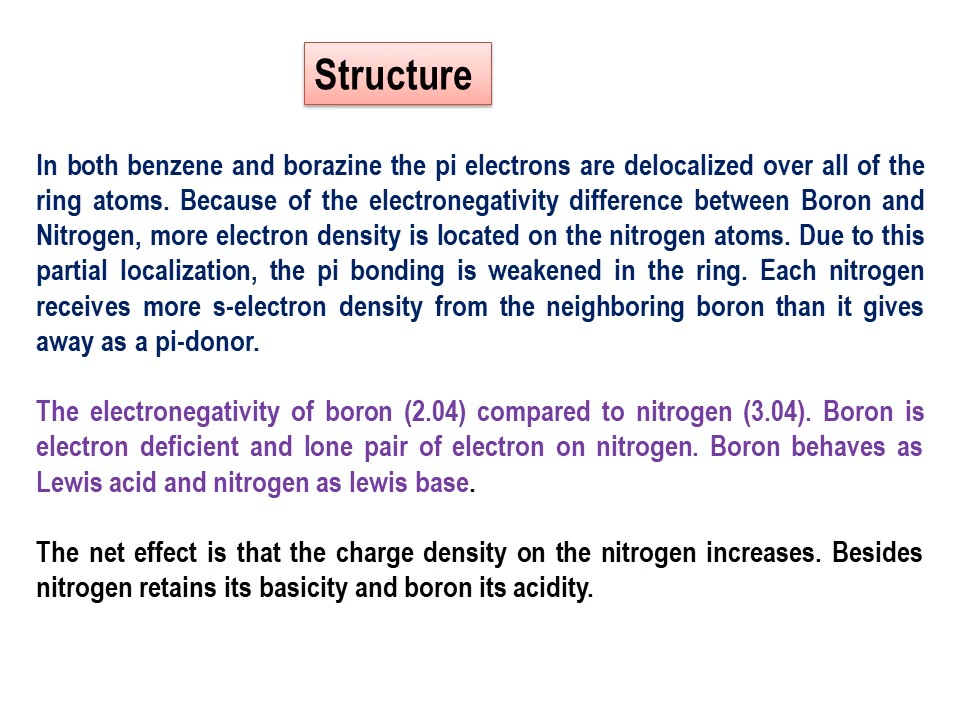 Structure
In both benzene and borazine the pi electrons are delocalized over all of the
ring atoms. Because of the electronegativity difference between Boron and
Nitrogen, more electron density is located on the nitrogen atoms. Due to this
partial localization, the pi bonding is weakened in the ring. Each nitrogen
receives more s-electron density from the neighboring boron than it gives
away as a pi-donor.
The electronegativity of boron (2.04) compared to nitrogen (3.04). Boron is
electron deficient and lone pair of electron on nitrogen. Boron behaves as
Lewis acid and nitrogen as lewis base.
The net effect is that the charge density on the nitrogen increases. Besides
nitrogen retains its basicity and boron its acidity.